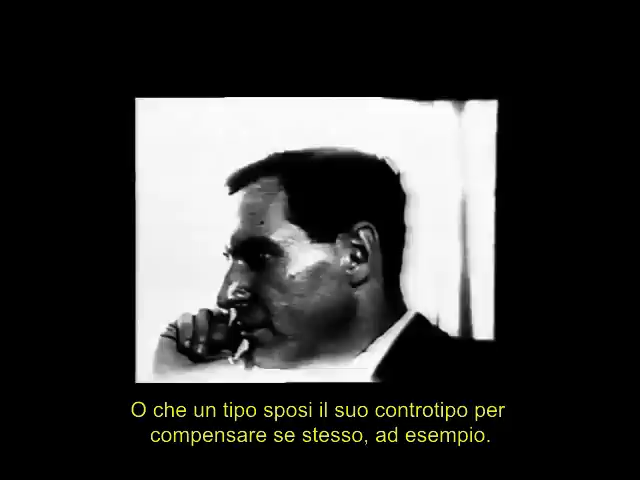 O che un tipo sposi il suo controtipo per
compensare se stesso, ad esempio.